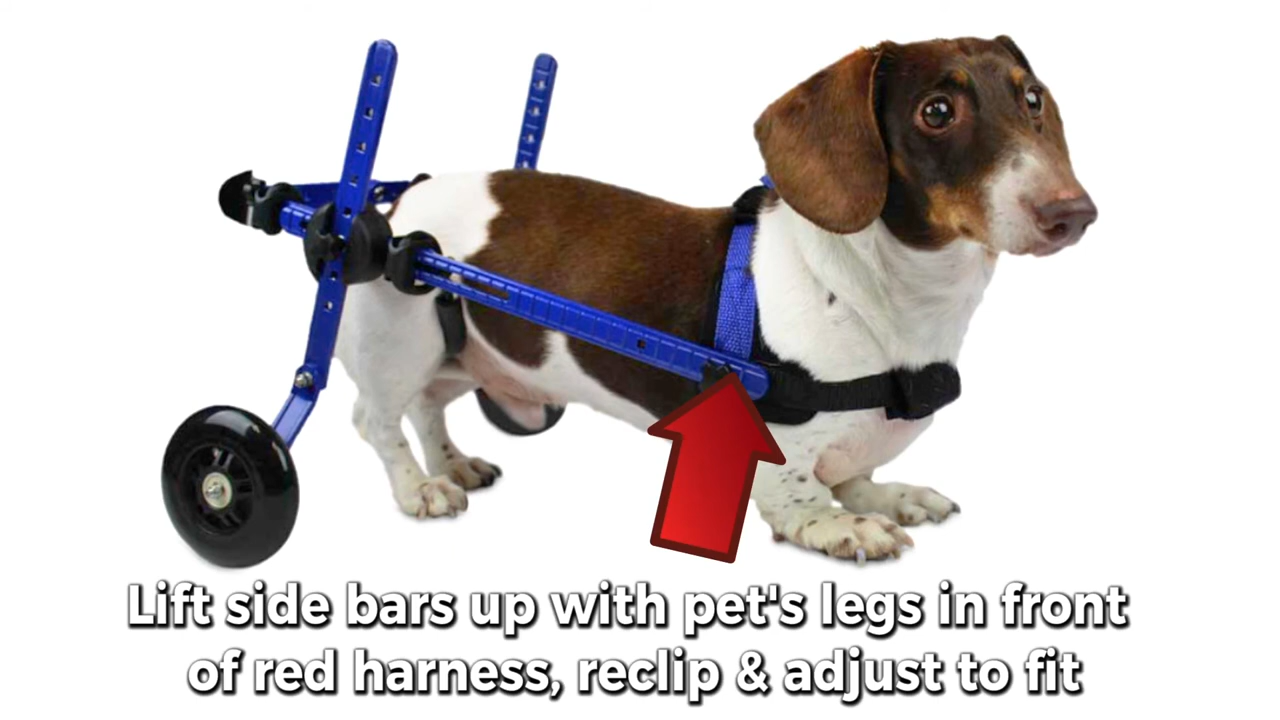 Lift side bars up with pet's legs in front
of red harness, reclip & adjust to fit